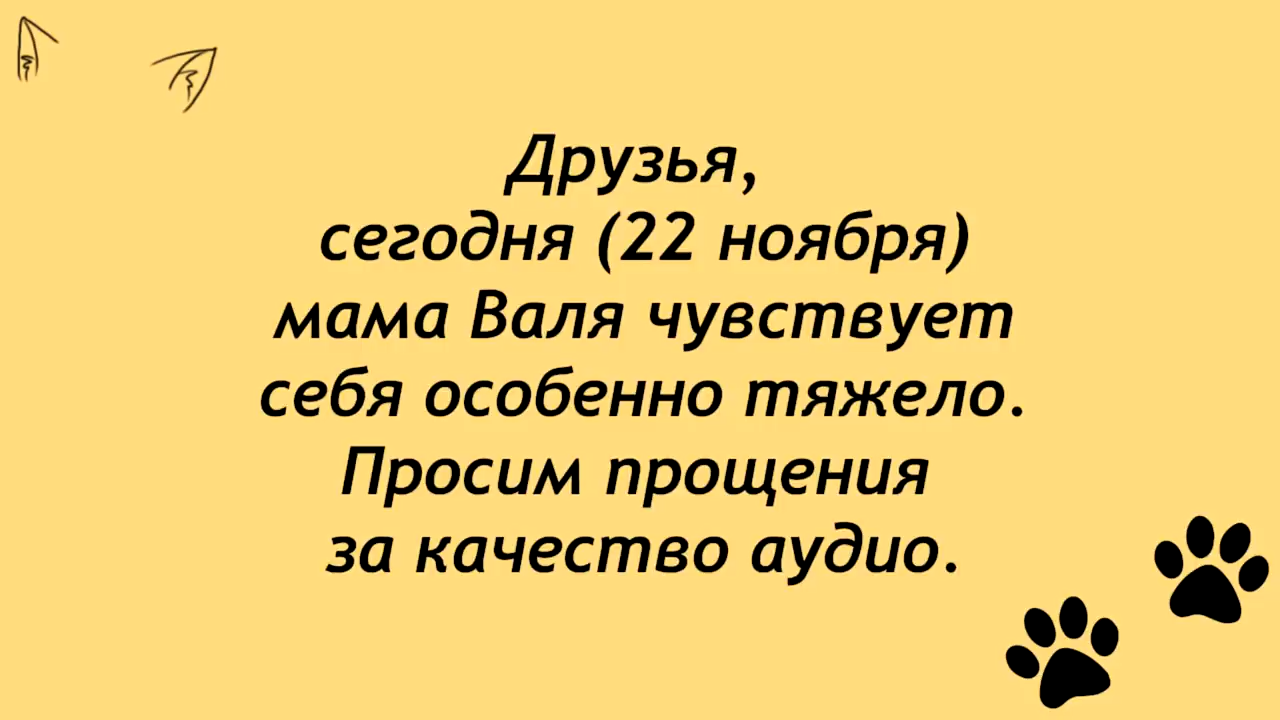 Друзья,
сегодня (22 ноября)
мама Валя чувствует
себя особенно тяжело.
Просим прощения
за качество аудио.